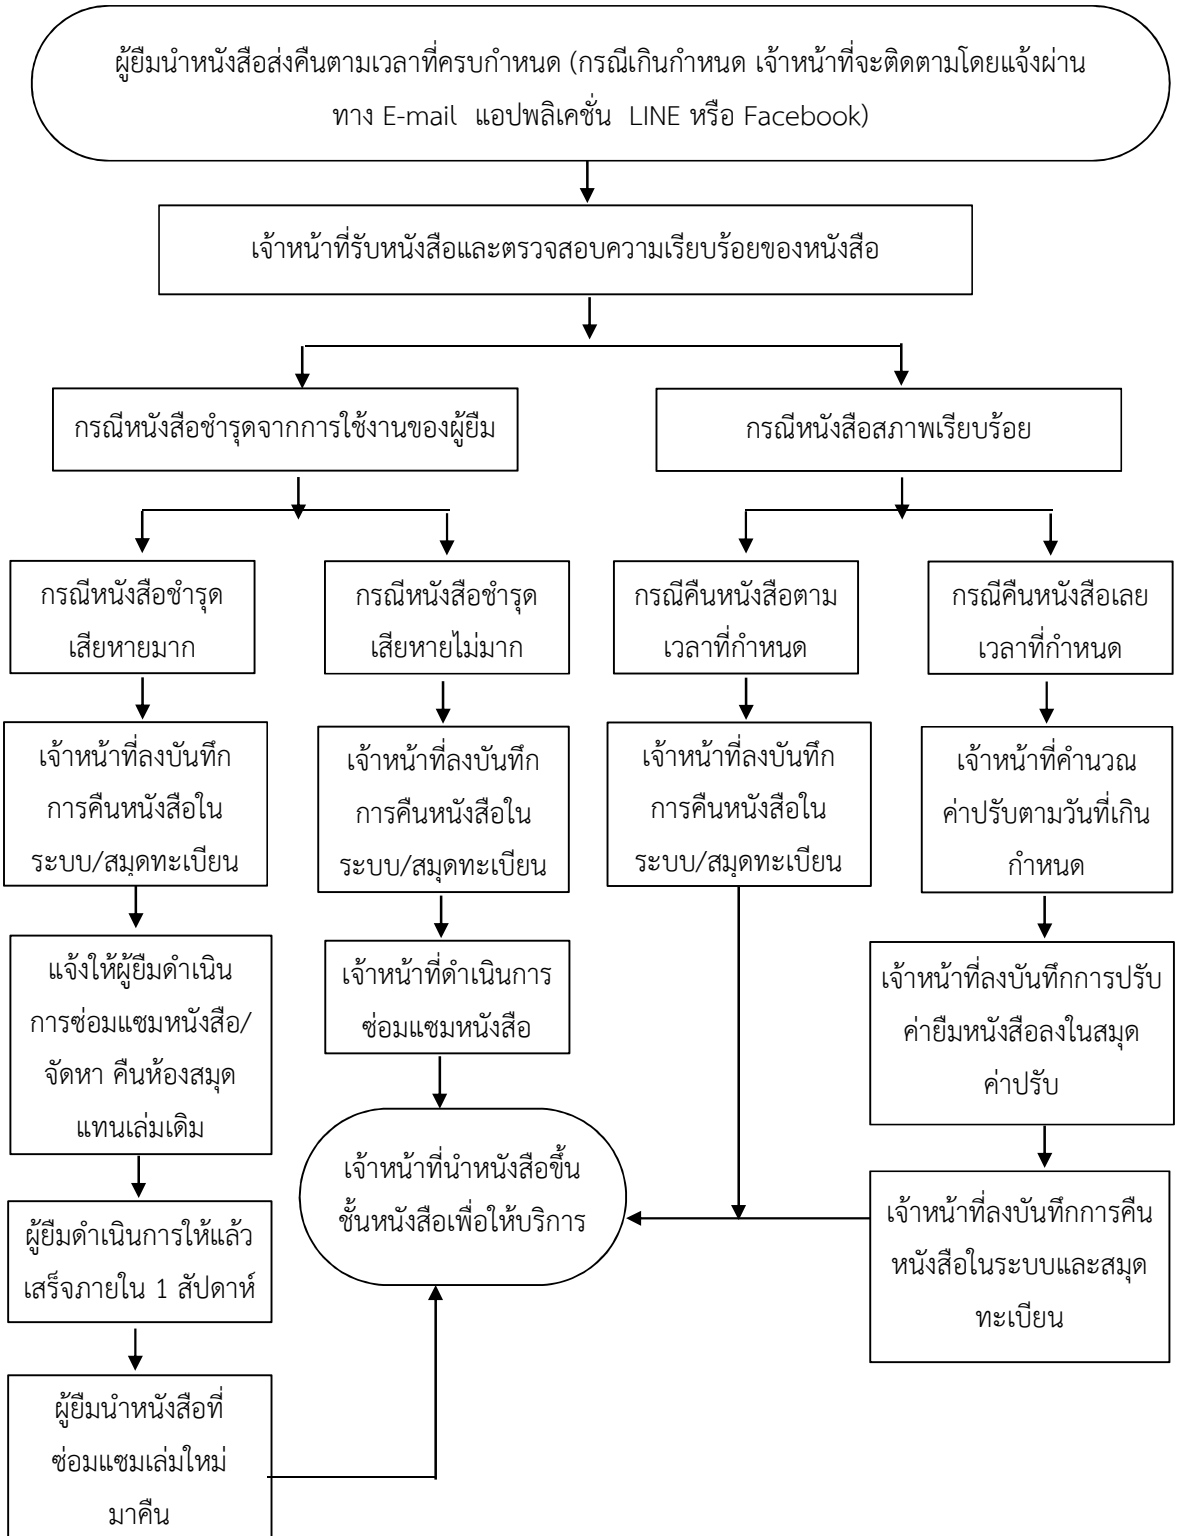 ผู้ยืมนำหนังสือส่งคืนตามเวลาที่ครบกำหนด (กรณีเกินกำหนด เจ้าหน้าที่จะติดตามโดยแจ้งผ่าน
ทาง E-mail แอปพลิเคชั่น LINE หรือ Facebook)
เจ้าหน้าที่รับหนังสือและตรวจสอบความเรียบร้อยของหนังสือ
กรณีหนังสือชำรุดจากการใช้งานของผู้ยืม
กรณีหนังสือสภาพเรียบร้อย
กรณีหนังสือชำรุด
เสียหายมาก
กรณีหนังสือชำรุด
เสียหายไม่มาก
กรณีคืนหนังสือตาม
เวลาที่กำหนด
กรณีคืนหนังสือเลย
เวลาที่กำหนด
เจ้าหน้าที่ลงบันทึก
การคืนหนังสือใน
ระบบ/สมุดทะเบียน
เจ้าหน้าที่ลงบันทึก
การคืนหนังสือใน
ระบบ/สมุดทะเบียน
เจ้าหน้าที่ลงบันทึก
การคืนหนังสือใน
ระบบ/สมุดทะเบียน
เจ้าหน้าที่คำนวณ
ค่าปรับตามวันที่เกิน
กำหนด
แจ้งให้ผู้ยืมดำเนิน
การซ่อมแซมหนังสือ/
จัดหา คืนห้องสมุด
แทนเล่มเดิม
เจ้าหน้าที่ดำเนินการ
ซ่อมแซมหนังสือ
เจ้าหน้าที่ลงบันทึกการปรับ
ค่ายืมหนังสือลงในสมุด
ค่าปรับ
เจ้าหน้าที่นำหนังสือขึ้น
ชั้นหนังสือเพื่อให้บริการ
ผู้ยืมดำเนินการให้แล้ว
เสร็จภายใน 1 สัปดาห์
เจ้าหน้าที่ลงบันทึกการคืน
หนังสือในระบบและสมุด
ทะเบียน
ผู้ยืมนำหนังสือที่
ซ่อมแซมเล่มใหม่
มาคืน